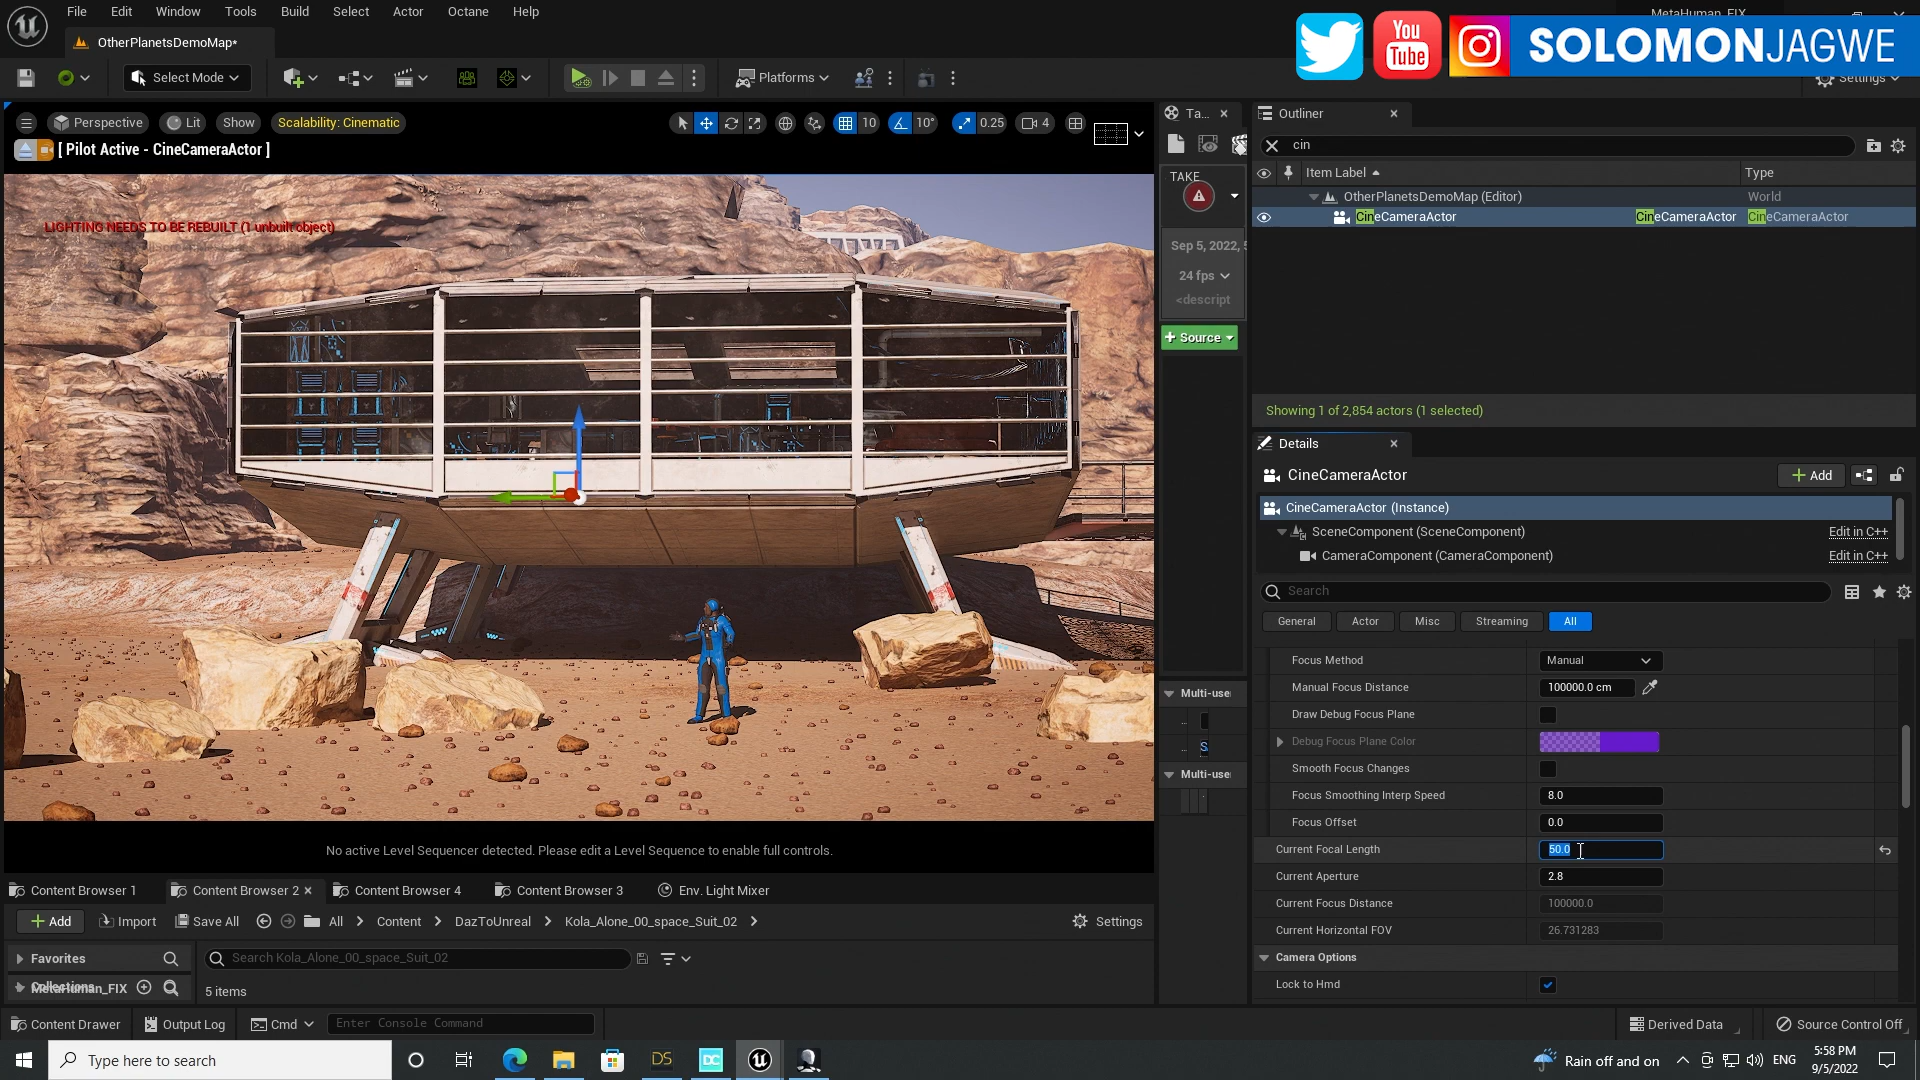 File Edit Window Tools Build Select Actor Octane Help
MetaHuman_FIX
OtherPlanetsDemoMap*
You Tube
SOLOMONJAGWE
Select Mode
Platforms
Settings
Perspective Lit Show Scalability: Cinematic 10 10° 0.25 4
[ Pilot Active - CineCameraActor ]
LIGHTING NEEDS TO BE REBUILT (1 unbuilt object)
No active Level Sequencer detected. Please edit a Level Sequence to enable full controls.
Ta...
TAKE
Sep 5, 2022, 5
24 fps
<descript
+ Source
Multi-use
S
Multi-use
Outliner
cin
Item Label Type
OtherPlanetsDemoMap (Editor) World
CineCameraActor CineCameraActor CineCameraActor
Showing 1 of 2,854 actors (1 selected)
Details
CineCameraActor
+ Add
CineCameraActor (Instance)
SceneComponent (SceneComponent) Edit in C++
CameraComponent (CameraComponent) Edit in C++
Search
General Actor Misc Streaming All
Focus Method Manual
Manual Focus Distance 100000.0 cm
Draw Debug Focus Plane
Debug Focus Plane Color
Smooth Focus Changes
Focus Smoothing Interp Speed 8.0
Focus Offset 0.0
Current Focal Length 50.0
Current Aperture 2.8
Current Focus Distance 100000.0
Current Horizontal FOV 26.731283
Camera Options
Lock to Hmd
Content Browser 1 Content Browser 2 Content Browser 4 Content Browser 3 Env. Light Mixer
+ Add Import Save All All > Content > DazToUnreal > Kola_Alone_00_space_Suit_02 > Settings
Favorites
Search Kola_Alone_00_space_Suit_02
MetaHuman_FIX
Collections
5 items
Content Drawer Output Log Cmd Enter Console Command Derived Data Source Control Off
Type here to search
DS
DC
Rain off and on
ENG
5:58 PM
9/5/2022